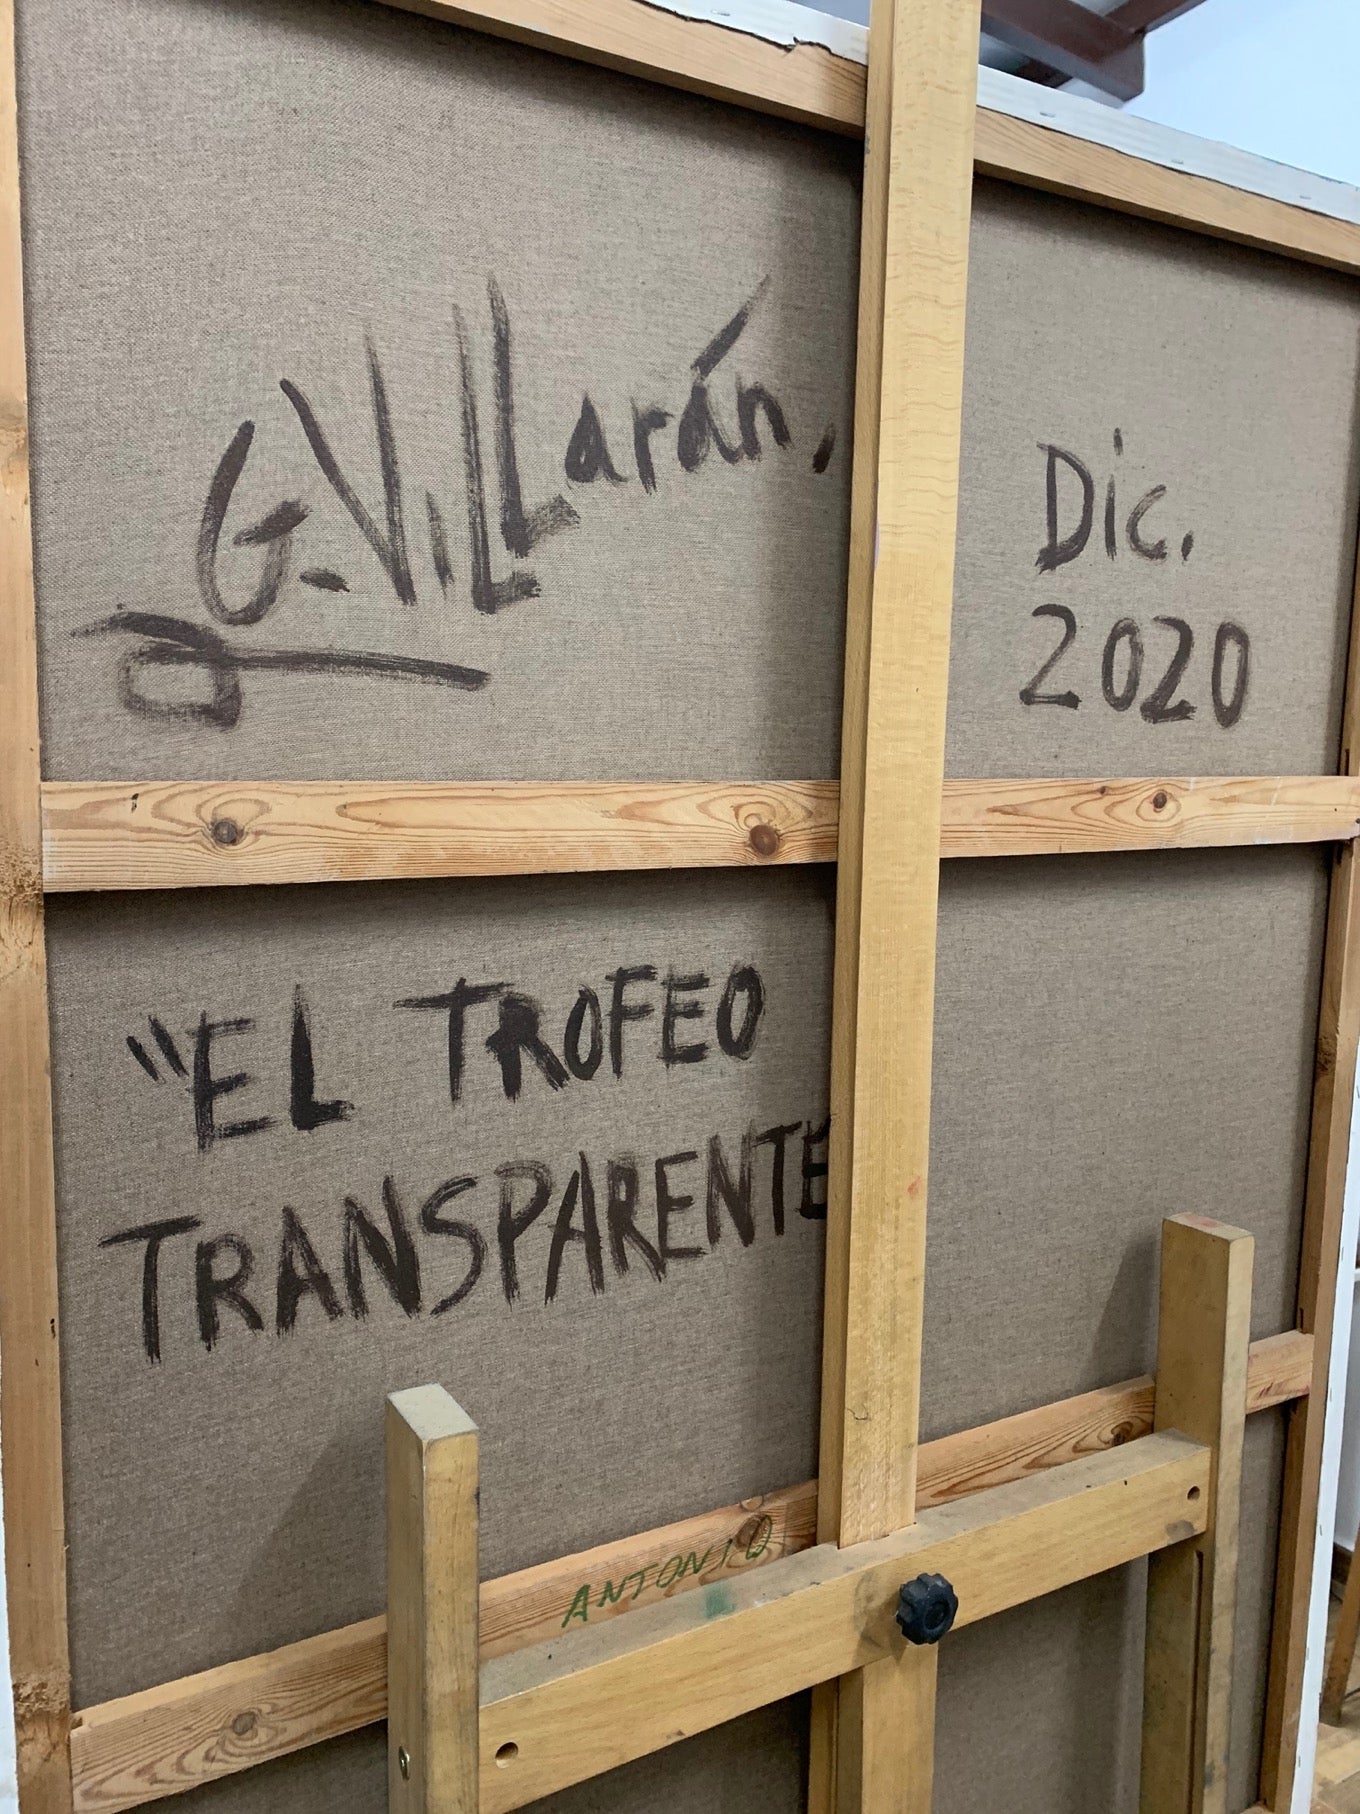 G. VILLarán,
Dic.
2020
"EL TROFEO
TRANSPARENTE
ANTONIO